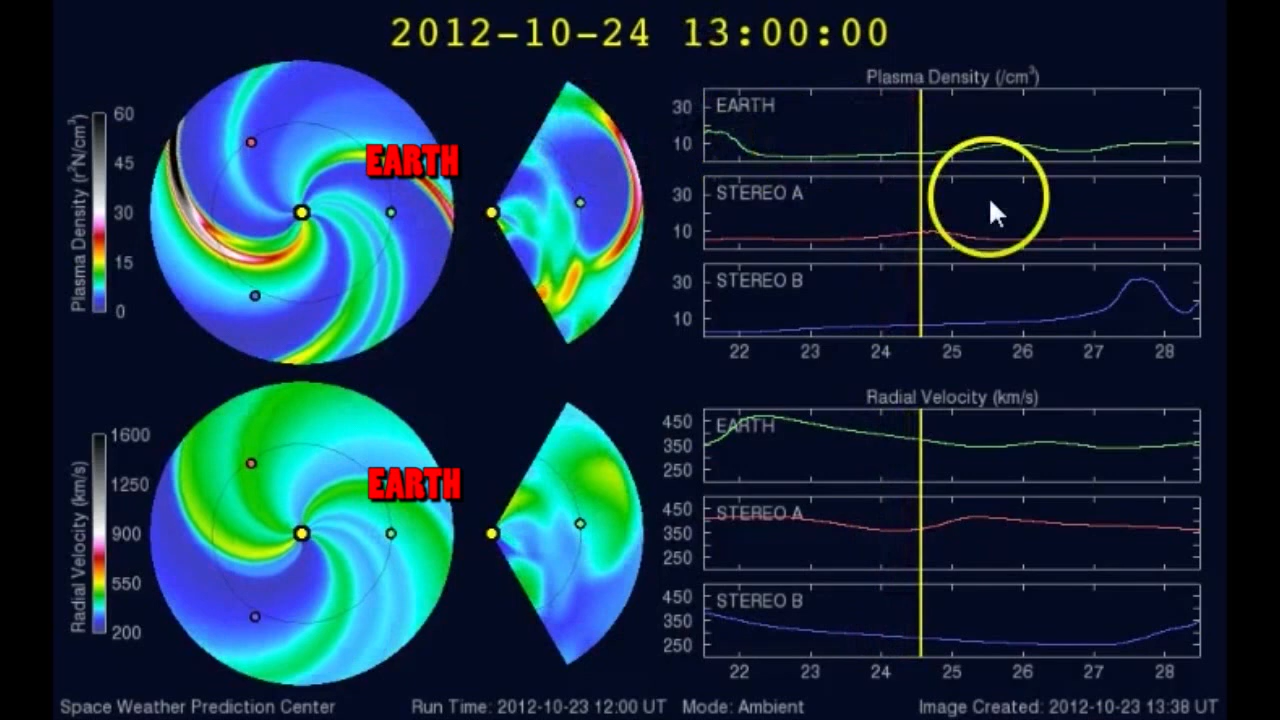 2012-10-24 13:00:00
Plasma Density (r²N/cm³)
60
45
30
15
0
EARTH
Plasma Density (/cm³)
EARTH
30
10
STEREO A
30
10
STEREO B
30
10
22 23 24 25 26 27 28
Radial Velocity (km/s)
1600
1250
900
550
200
EARTH
Radial Velocity (km/s)
EARTH
450
350
250
STEREO A
450
350
250
STEREO B
450
350
250
22 23 24 25 26 27 28
Space Weather Prediction Center Run Time: 2012-10-23 12:00 UT Mode: Ambient Image Created: 2012-10-23 13:38 UT